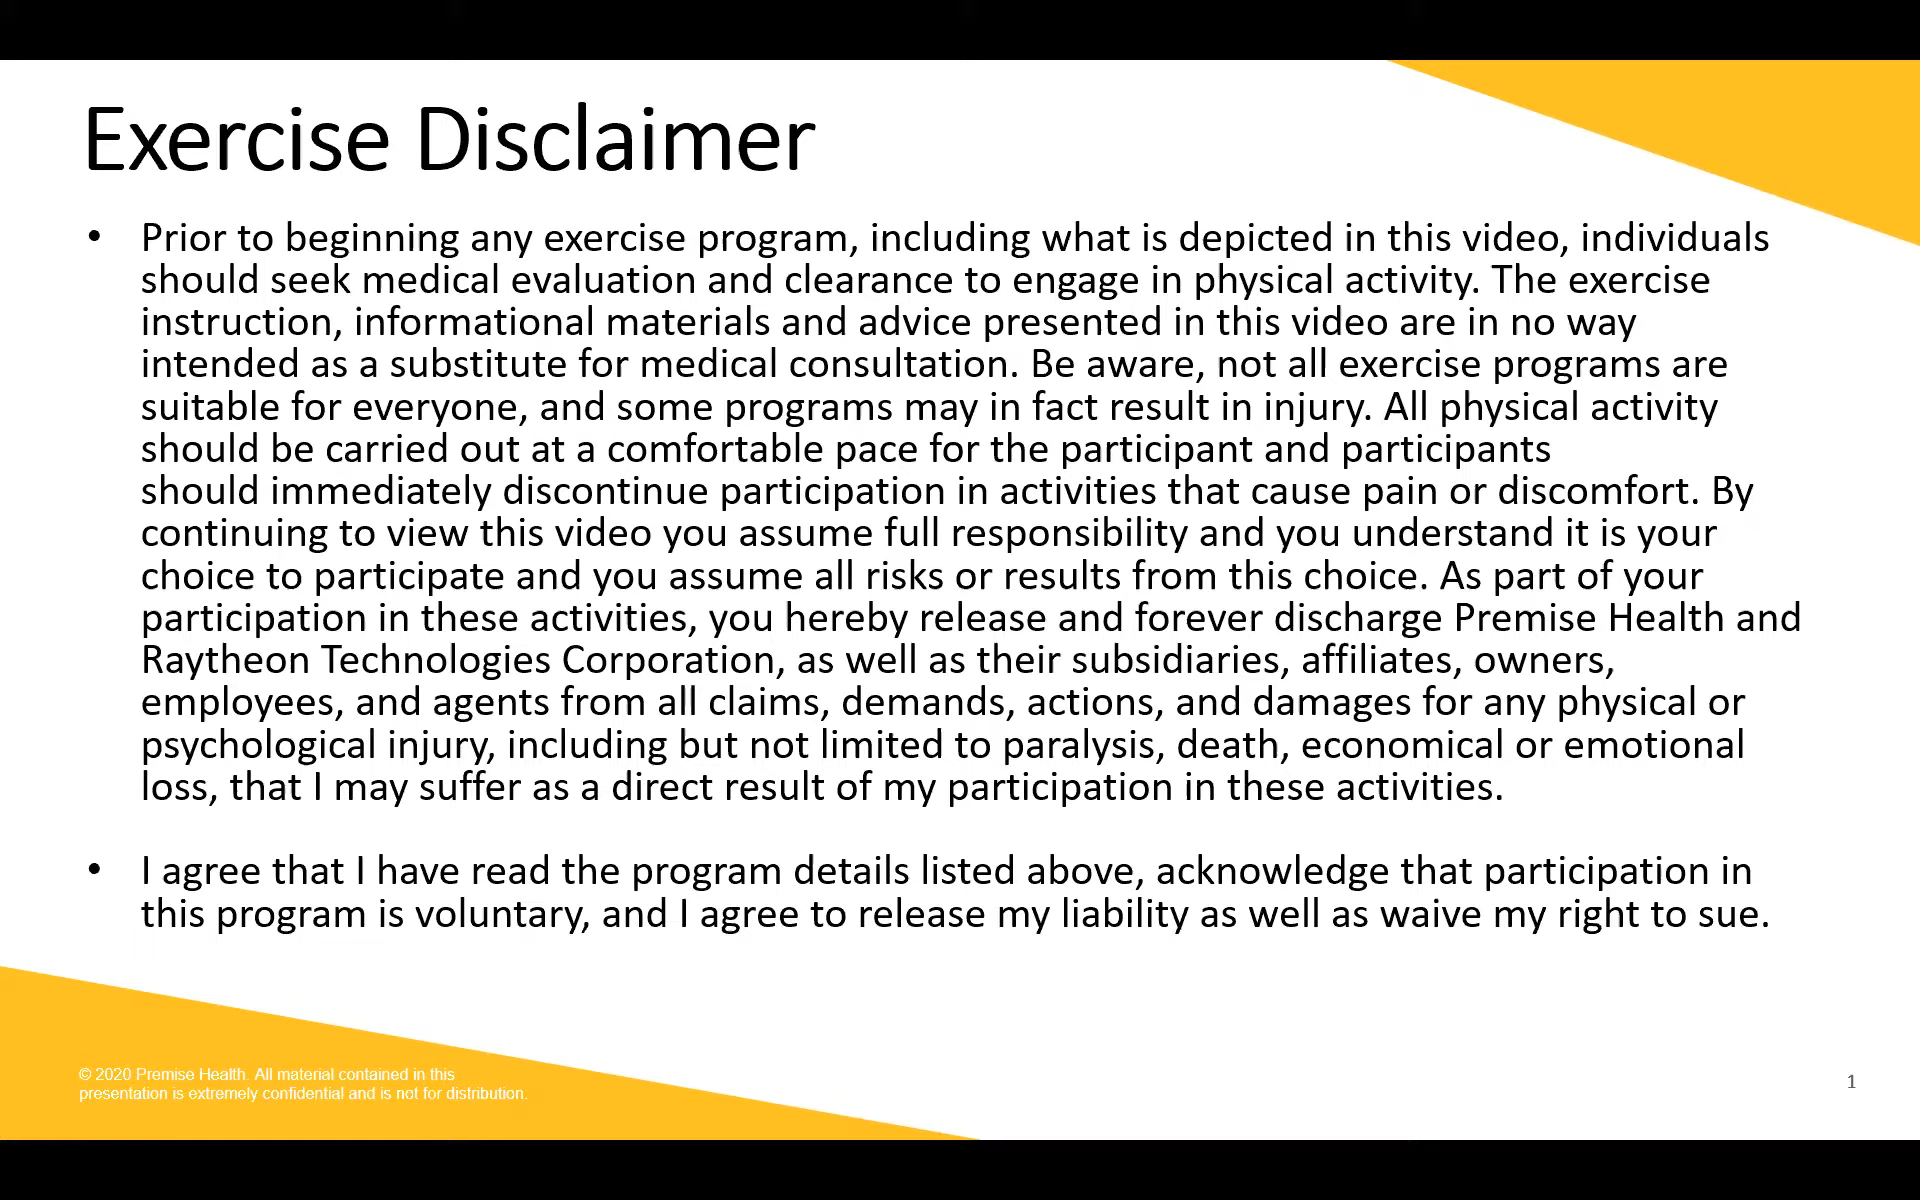 Exercise Disclaimer
• Prior to beginning any exercise program, including what is depicted in this video, individuals
should seek medical evaluation and clearance to engage in physical activity. The exercise
instruction, informational materials and advice presented in this video are in no way
intended as a substitute for medical consultation. Be aware, not all exercise programs are
suitable for everyone, and some programs may in fact result in injury. All physical activity
should be carried out at a comfortable pace for the participant and participants
should immediately discontinue participation in activities that cause pain or discomfort. By
continuing to view this video you assume full responsibility and you understand it is your
choice to participate and you assume all risks or results from this choice. As part of your
participation in these activities, you hereby release and forever discharge Premise Health and
Raytheon Technologies Corporation, as well as their subsidiaries, affiliates, owners,
employees, and agents from all claims, demands, actions, and damages for any physical or
psychological injury, including but not limited to paralysis, death, economical or emotional
loss, that I may suffer as a direct result of my participation in these activities.
• I agree that I have read the program details listed above, acknowledge that participation in
this program is voluntary, and I agree to release my liability as well as waive my right to sue.
© 2020 Premise Health. All material contained in this
presentation is extremely confidential and is not for distribution.
1